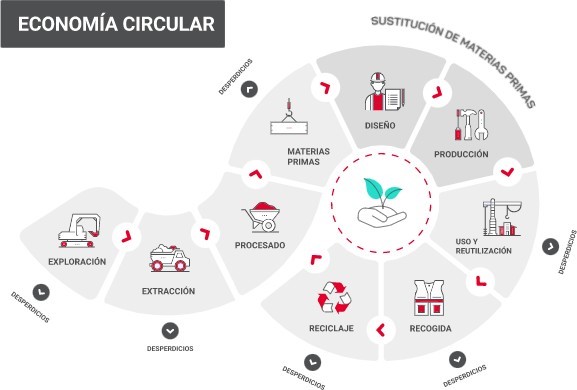 ECONOMÍA CIRCULAR
SUSTITUCIÓN DE MATERIAS PRIMAS
DESPERDICIOS
DISEÑO
MATERIAS
PRIMAS
PRODUCCIÓN
PROCESADO
USO Y
REUTILIZACIÓN
DESPERDICIOS
EXPLORACIÓN
EXTRACCIÓN
DESPERDICIOS
RECICLAJE
RECOGIDA
DESPERDICIOS
DESPERDICIOS
DESPERDICIOS